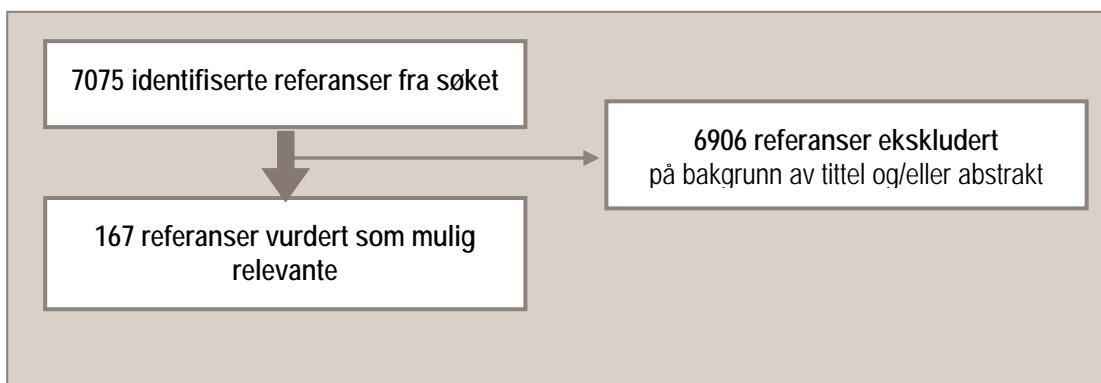 7075 identifiserte referanser fra søket
6906 referanser ekskludert
på bakgrunn av tittel og/eller abstrakt
167 referanser vurdert som mulig
relevante